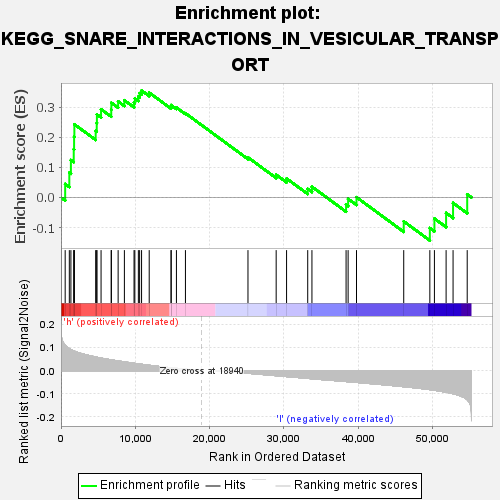 Enrichment plot:
KEGG_SNARE_INTERACTIONS_IN_VESICULAR_TRANSP
ORT
Enrichment score (ES)
0.3
0.2
0.1
0.0
-0.1
'h' (positively correlated)
Ranked list metric (Signal2Noise)
0.2
0.1
0.0
-0.1
-0.2
Zero cross at 18940
'l' (negatively correlated)
0
10,000
20,000
30,000
40,000
50,000
Rank in Ordered Dataset
Enrichment profile
Hits
Ranking metric scores